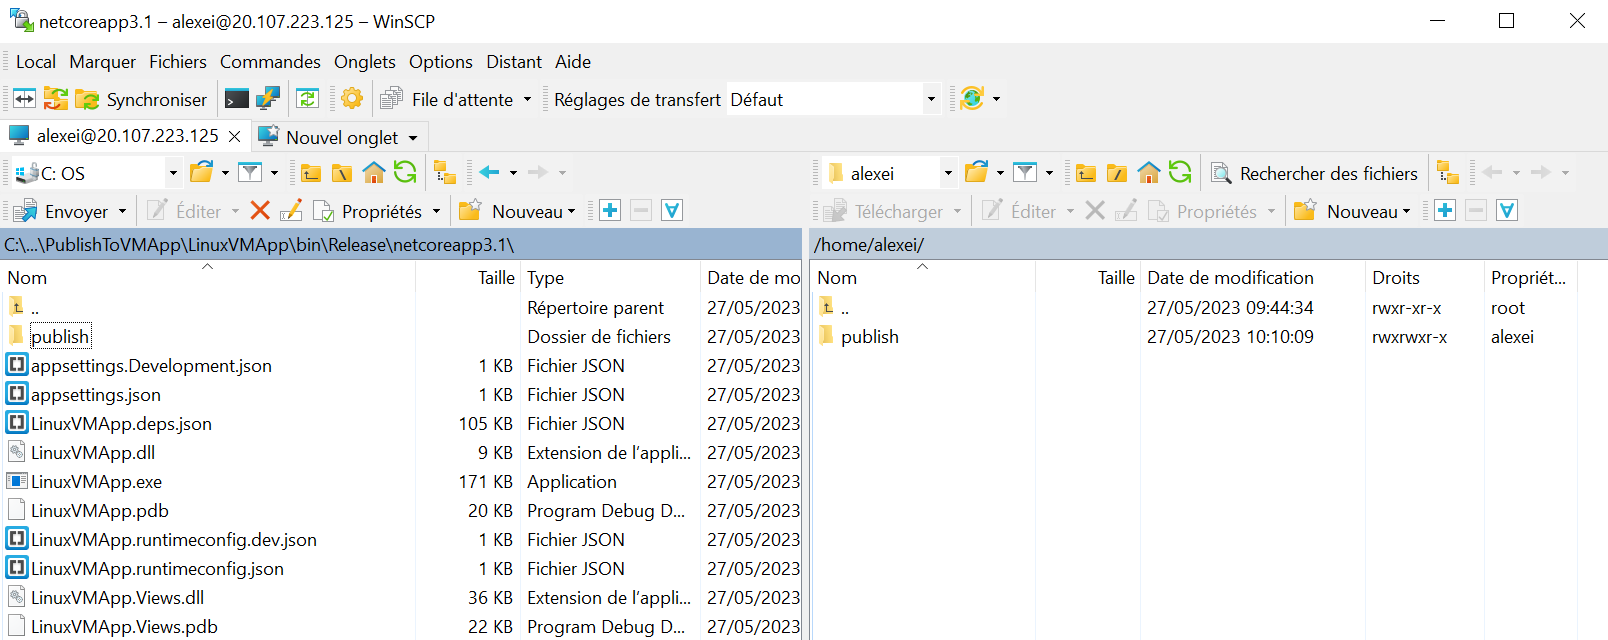 netcoreapp3.1 – alexei@20.107.223.125 – WinSCP
Local Marquer Fichiers Commandes Onglets Options Distant Aide
Synchroniser File d'attente Réglages de transfert Défaut
alexei@20.107.223.125 Nouvel onglet
C: OS alexei Rechercher des fichiers
Envoyer Éditer Propriétés Nouveau Télécharger Éditer Propriétés Nouveau
C:\...\PublishToVMApp\LinuxVMApp\bin\Release\netcoreapp3.1\ /home/alexei/
Nom Taille Type Date de mo Nom Taille Date de modification Droits Propriét...
.. Répertoire parent 27/05/2023 .. 27/05/2023 09:44:34 rwxr-xr-x root
publish Dossier de fichiers 27/05/2023 publish 27/05/2023 10:10:09 rwxrwxr-x alexei
appsettings.Development.json 1 KB Fichier JSON 27/05/2023
appsettings.json 1 KB Fichier JSON 27/05/2023
LinuxVMApp.deps.json 105 KB Fichier JSON 27/05/2023
LinuxVMApp.dll 9 KB Extension de l'appli... 27/05/2023
LinuxVMApp.exe 171 KB Application 27/05/2023
LinuxVMApp.pdb 20 KB Program Debug D... 27/05/2023
LinuxVMApp.runtimeconfig.dev.json 1 KB Fichier JSON 27/05/2023
LinuxVMApp.runtimeconfig.json 1 KB Fichier JSON 27/05/2023
LinuxVMApp.Views.dll 36 KB Extension de l'appli... 27/05/2023
LinuxVMApp.Views.pdb 22 KB Program Debug D... 27/05/2023